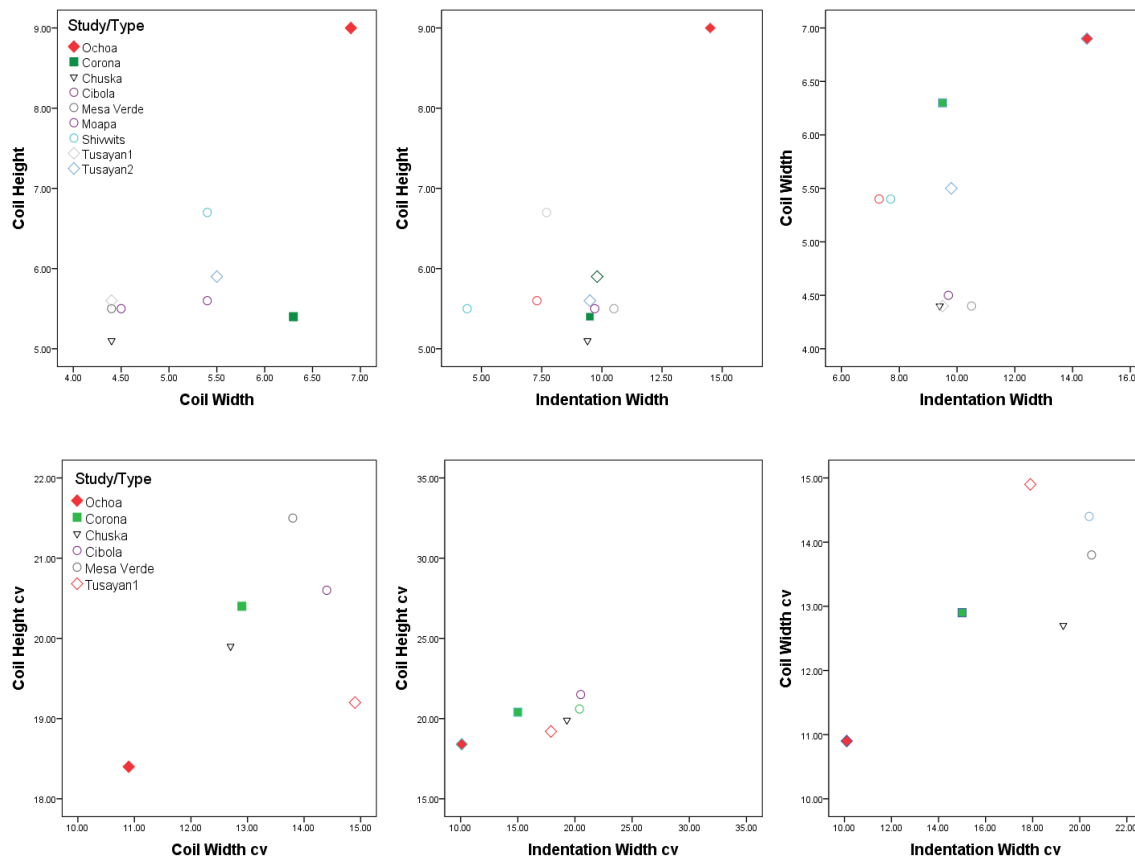 Study/Type
Ochoa
Corona
Chuska
Cibola
Mesa Verde
Moapa
Shivwits
Tusayan1
Tusayan2
Coil Height
9.00
8.00
7.00
6.00
5.00
4.00 4.50 5.00 5.50 6.00 6.50 7.00
Coil Width
Coil Height
9.00
8.00
7.00
6.00
5.00
5.00 7.50 10.00 12.50 15.00
Indentation Width
Coil Width
7.00
6.50
6.00
5.50
5.00
4.50
4.00
6.00 8.00 10.00 12.00 14.00 16.0
Indentation Width
Study/Type
Ochoa
Corona
Chuska
Cibola
Mesa Verde
Tusayan1
Coil Height cv
22.00
21.00
20.00
19.00
18.00
10.00 11.00 12.00 13.00 14.00 15.00
Coil Width cv
Coil Height cv
35.00
30.00
25.00
20.00
15.00
10.00 15.00 20.00 25.00 30.00 35.00
Indentation Width cv
Coil Width cv
15.00
14.00
13.00
12.00
11.00
10.00
10.00 12.00 14.00 16.00 18.00 20.00 22.0
Indentation Width cv